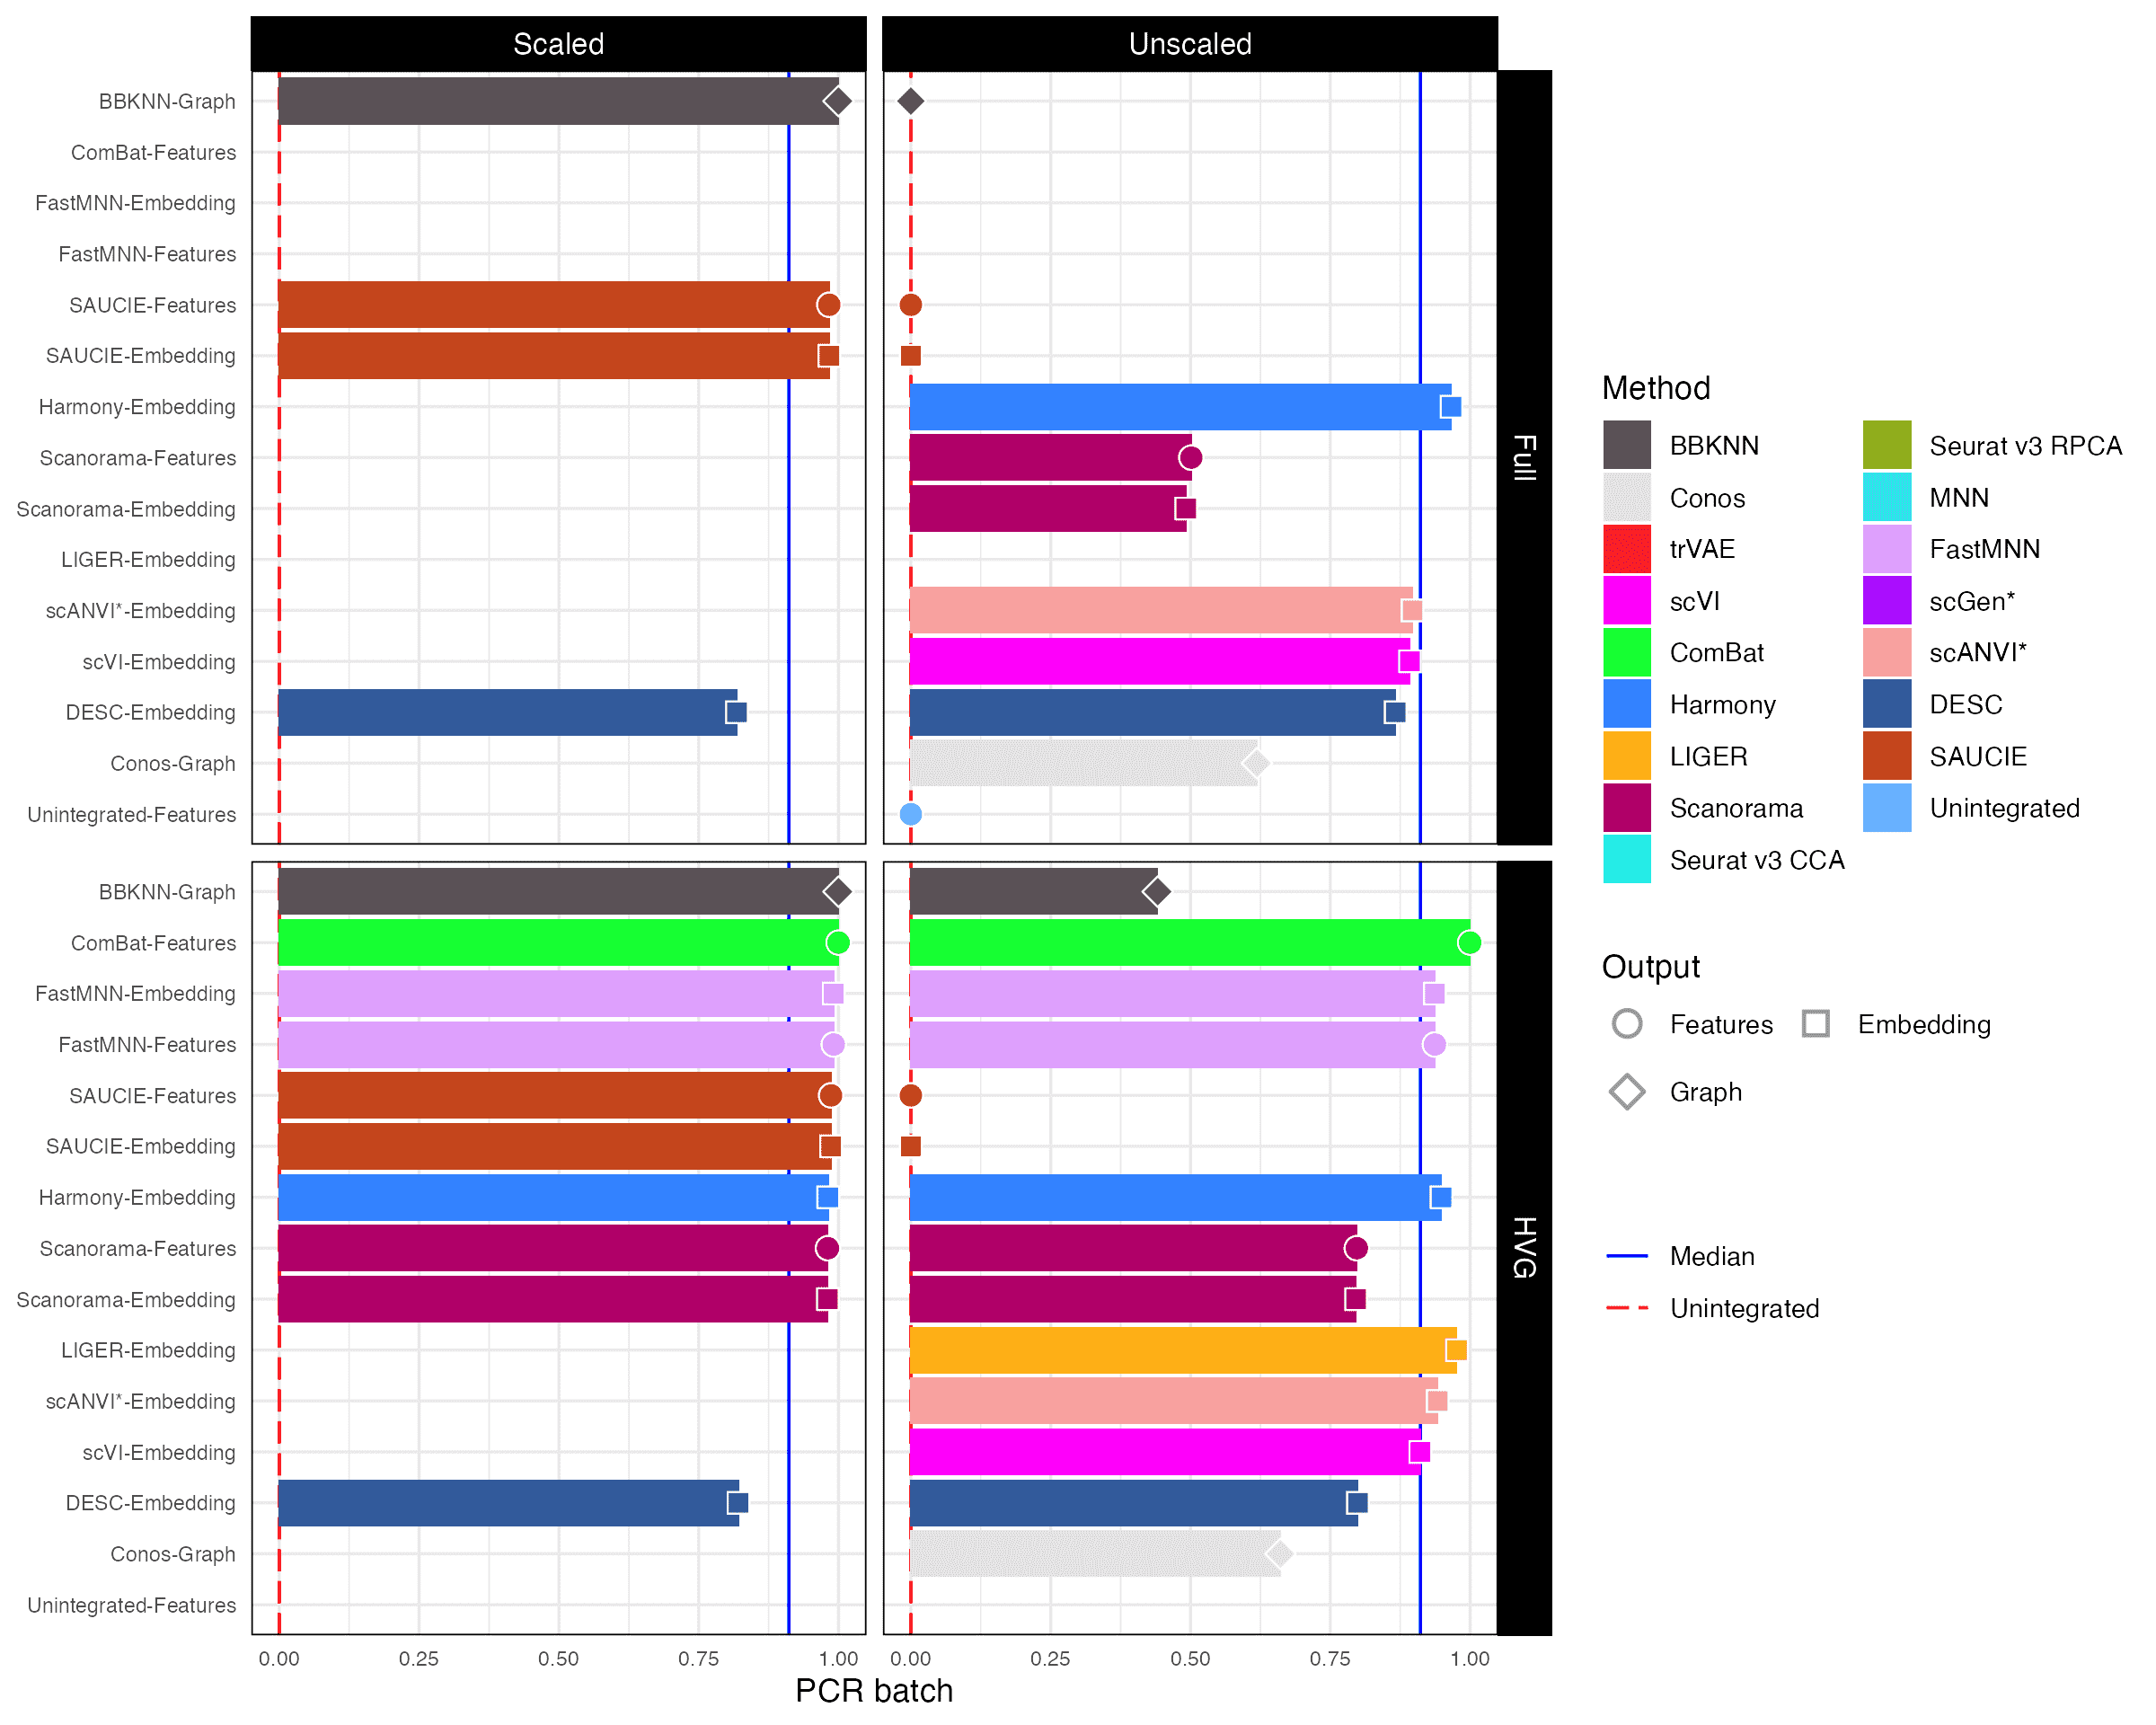 Scaled
Unscaled
BBKNN-Graph
ComBat-Features
FastMNN-Embedding
FastMNN-Features
SAUCIE-Features
SAUCIE-Embedding
Harmony-Embedding
Scanorama-Features
Scanorama-Embedding
LIGER-Embedding
scANVI*-Embedding
scVI-Embedding
DESC-Embedding
Conos-Graph
Unintegrated-Features
Full
BBKNN-Graph
ComBat-Features
FastMNN-Embedding
FastMNN-Features
SAUCIE-Features
SAUCIE-Embedding
Harmony-Embedding
Scanorama-Features
Scanorama-Embedding
LIGER-Embedding
scANVI*-Embedding
scVI-Embedding
DESC-Embedding
Conos-Graph
Unintegrated-Features
HVG
0.00 0.25 0.50 0.75 1.00
0.00 0.25 0.50 0.75 1.00
PCR batch
Method
BBKNN
Conos
trVAE
scVI
ComBat
Harmony
LIGER
Scanorama
Seurat v3 CCA
Seurat v3 RPCA
MNN
FastMNN
scGen*
scANVI*
DESC
SAUCIE
Unintegrated
Output
Features
Embedding
Graph
Median
Unintegrated